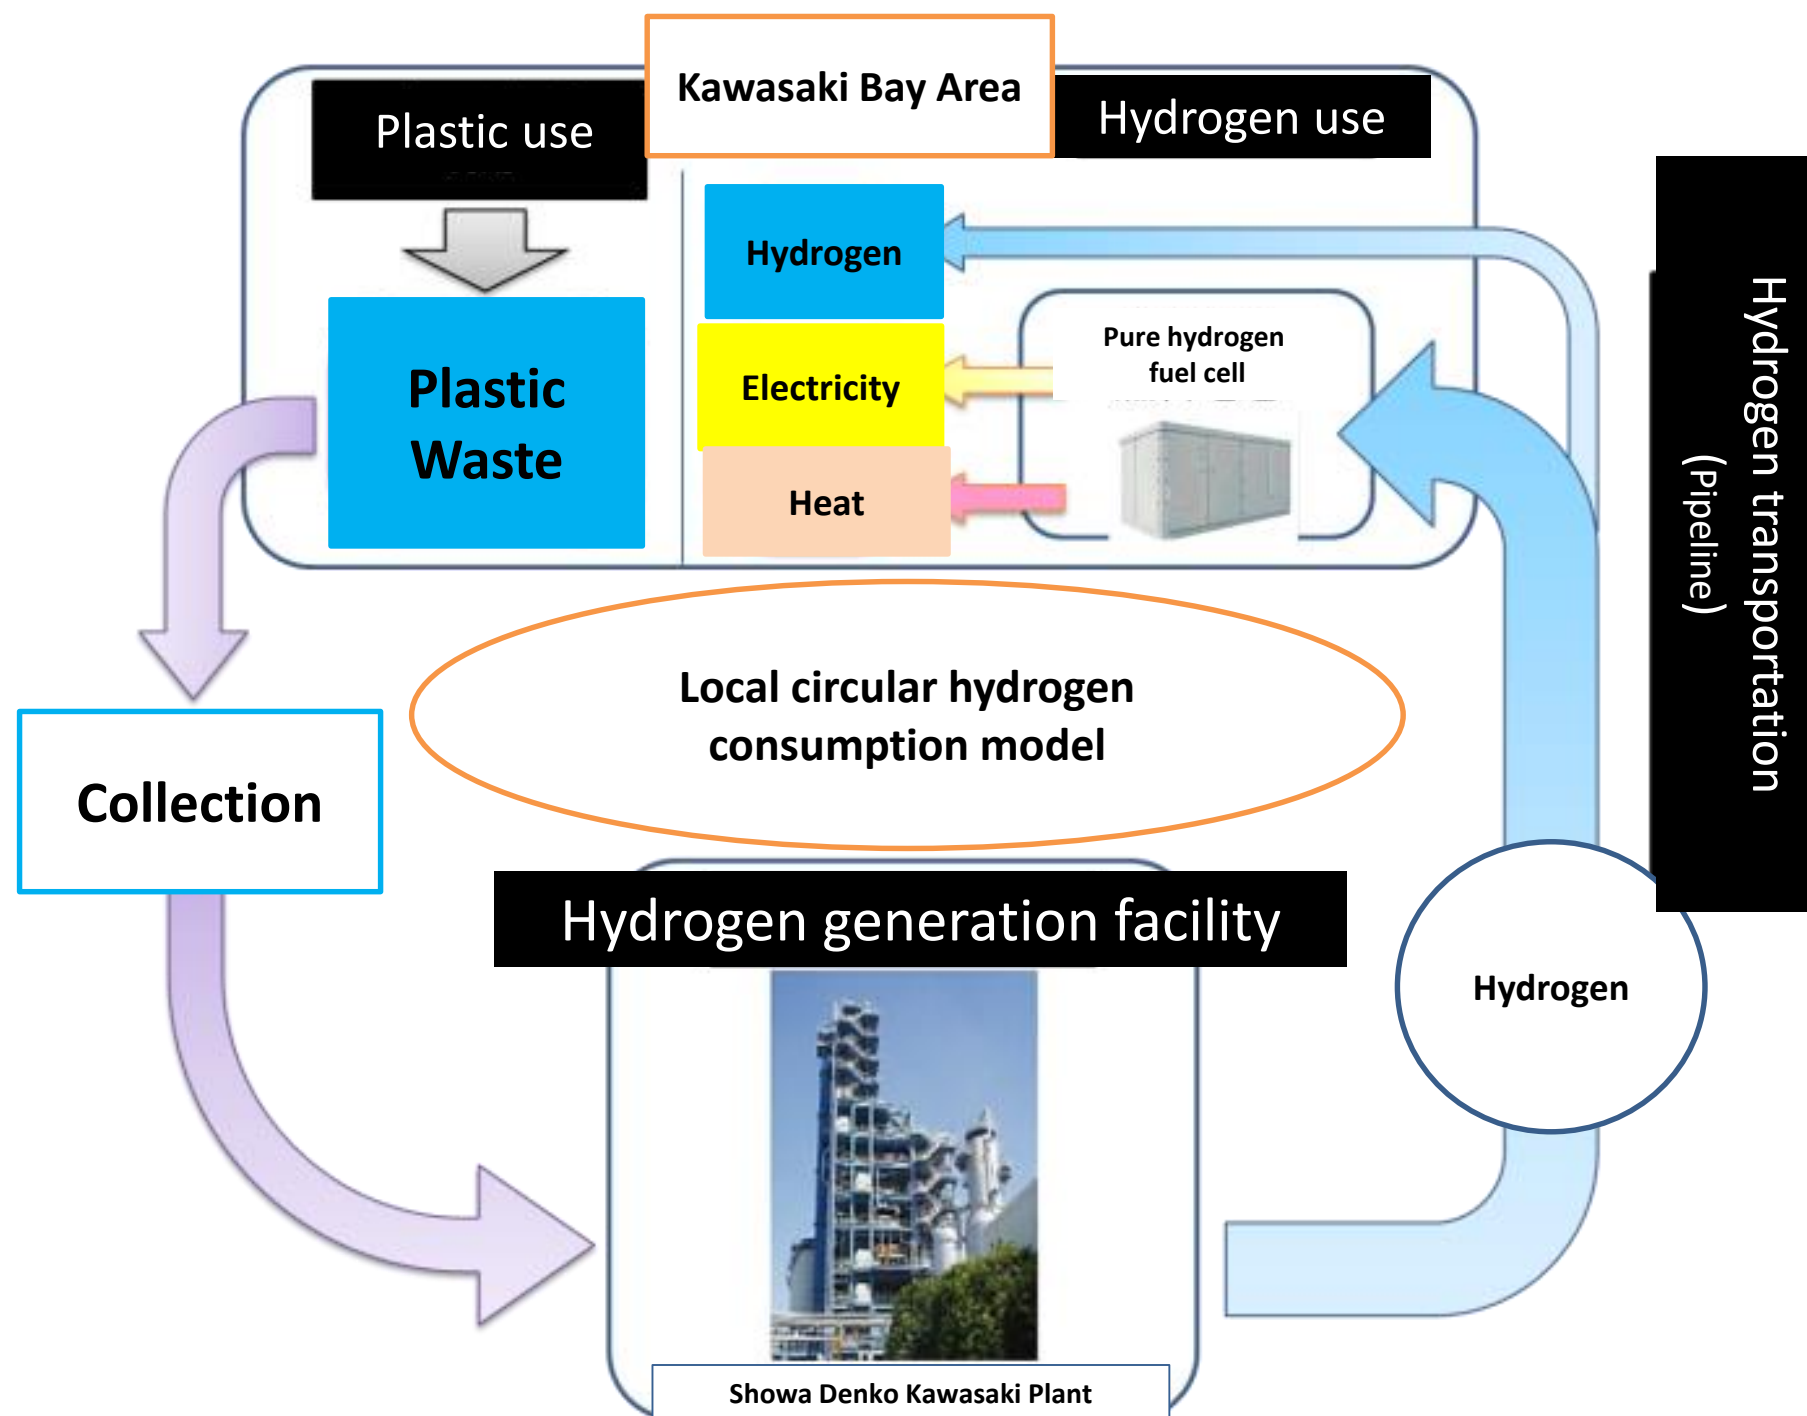 Kawasaki Bay Area
Plastic use
Hydrogen use
Hydrogen
Pure hydrogen
fuel cell
Electricity
Plastic
Waste
Heat
Hydrogen transportation
(Pipeline)
Local circular hydrogen
consumption model
Collection
Hydrogen generation facility
Hydrogen
Showa Denko Kawasaki Plant